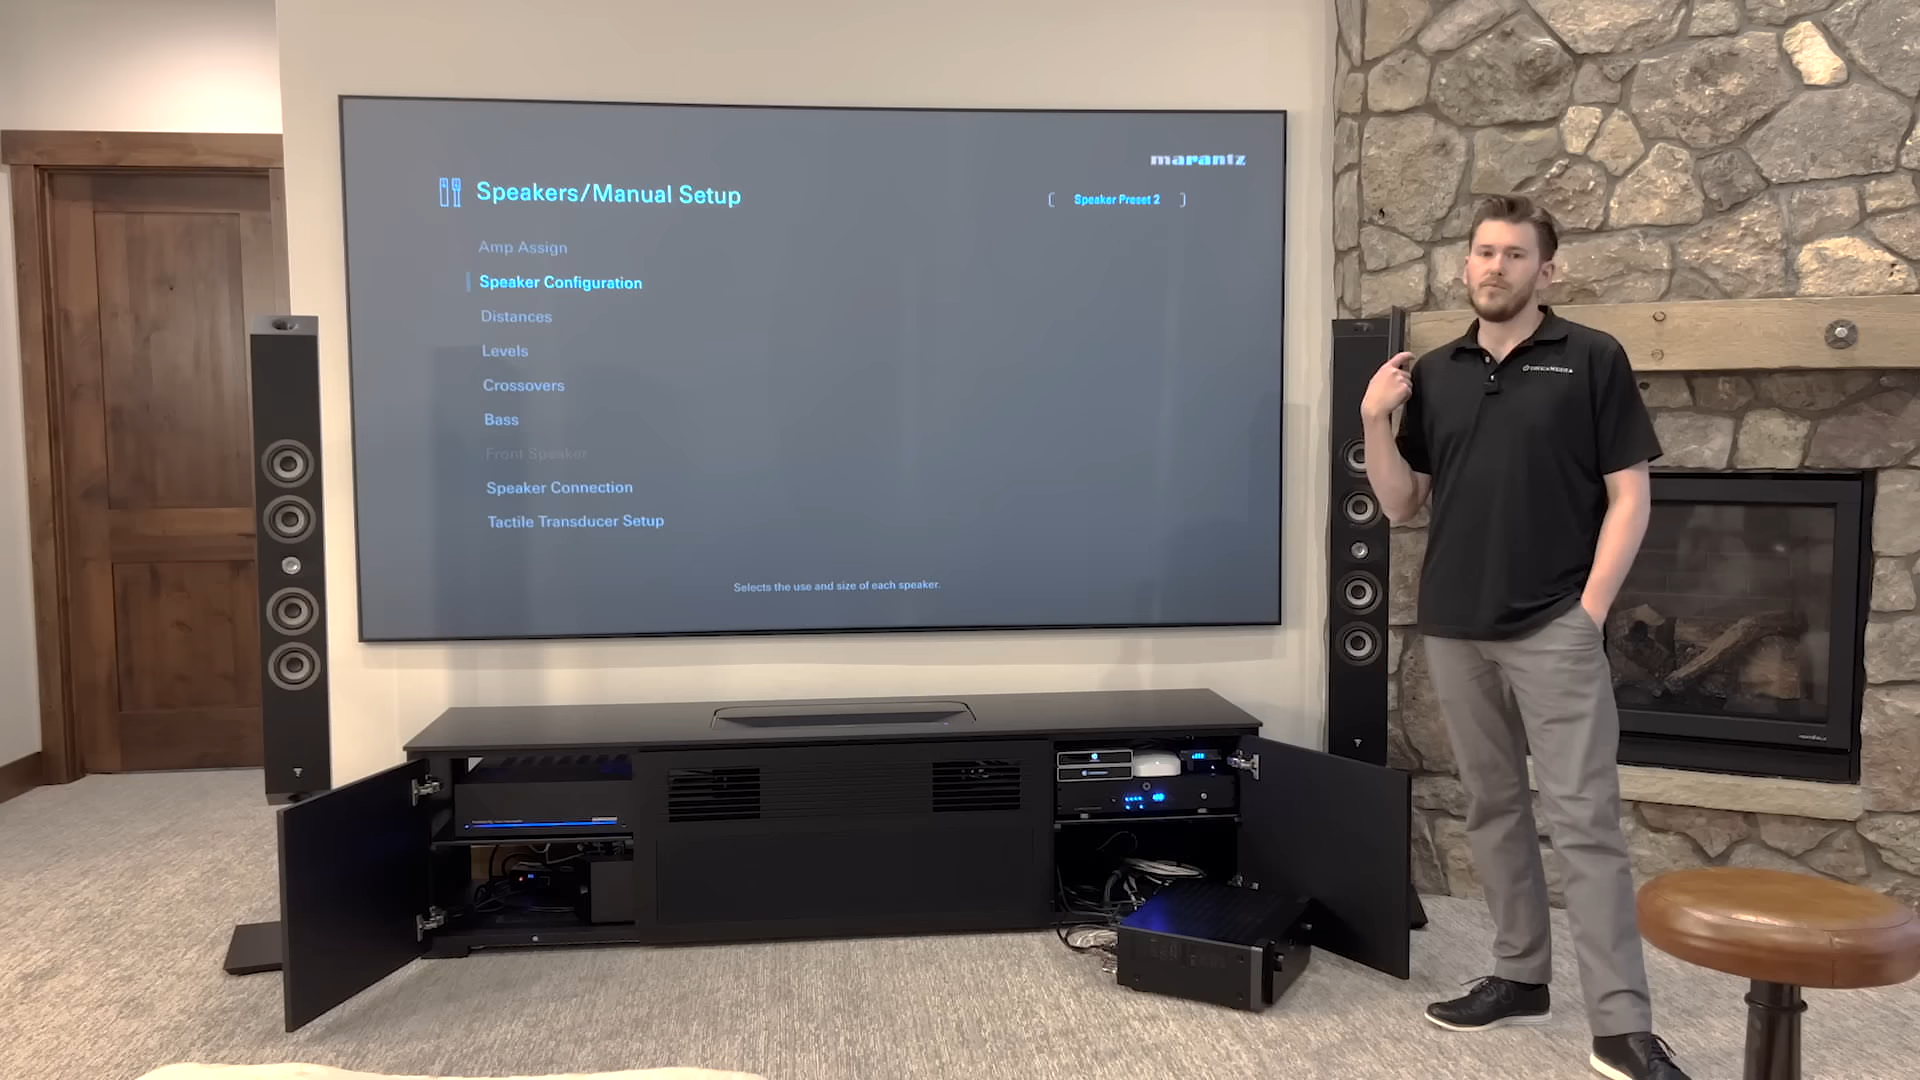 marantz
Speakers/Manual Setup
Speaker Preset 2
Amp Assign
Speaker Configuration
Distances
Levels
Crossovers
Bass
Front Speaker
Speaker Connection
Tactile Transducer Setup
Selects the use and size of each speaker.